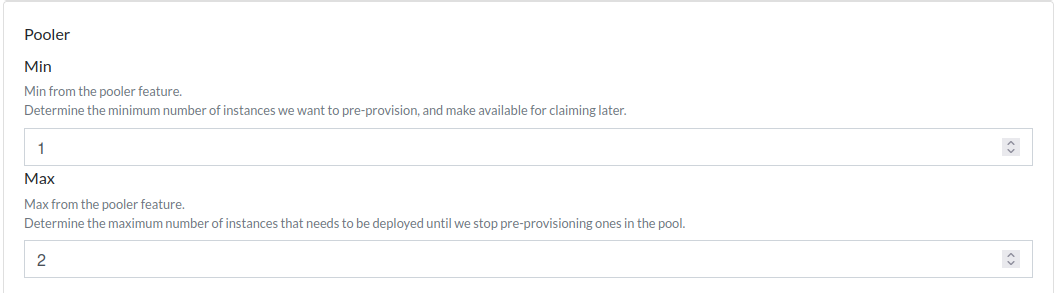 Pooler
Min
Min from the pooler feature.
Determine the minimum number of instances we want to pre-provision, and make available for claiming later.
1
Max
Max from the pooler feature.
Determine the maximum number of instances that needs to be deployed until we stop pre-provisioning ones in the pool.
2